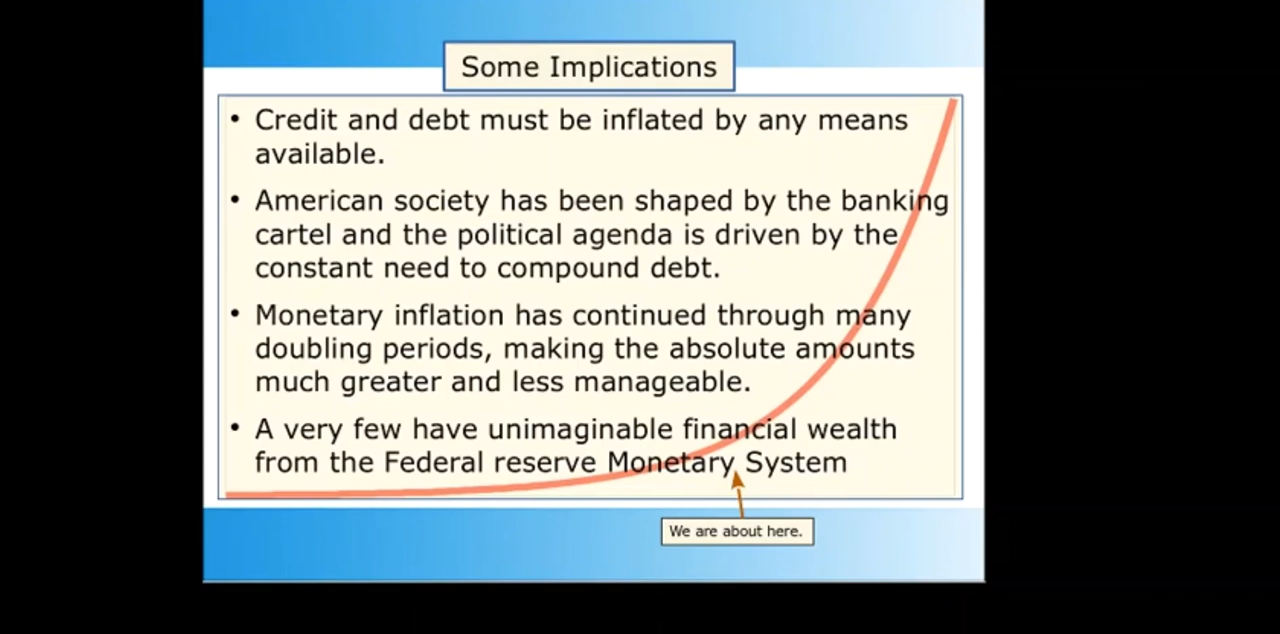 Some Implications
• Credit and debt must be inflated by any means
available.
• American society has been shaped by the banking
cartel and the political agenda is driven by the
constant need to compound debt.
• Monetary inflation has continued through many
doubling periods, making the absolute amounts
much greater and less manageable.
• A very few have unimaginable financial wealth
from the Federal reserve Monetary System
We are about here.